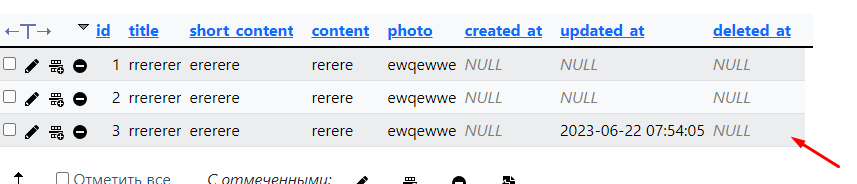 id title short_content content photo created_at updated_at deleted_at
1 rrererer ererere rerere ewqewwe NULL NULL NULL
2 rrererer ererere rerere ewqewwe NULL NULL NULL
3 rrererer ererere rerere ewqewwe NULL 2023-06-22 07:54:05 NULL
Отметить все С отмеченными: